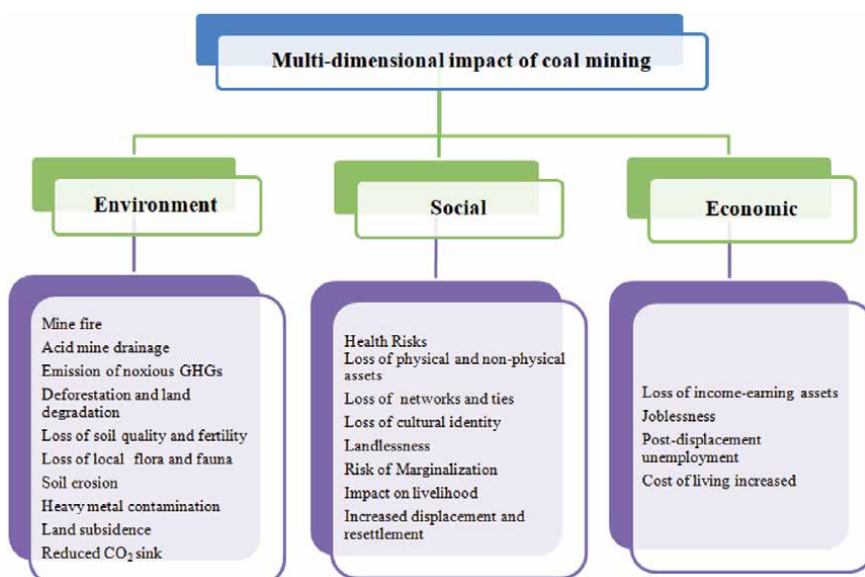 Multi-dimensional impact of coal mining
Environment
Mine fire
Acid mine drainage
Emission of noxious GHGs
Deforestation and land
degradation
Loss of soil quality and fertility
Loss of local flora and fauna
Soil erosion
Heavy metal contamination
Land subsidence
Reduced CO₂ sink
Social
Health Risks
Loss of physical and non-physical
assets
Loss of networks and ties
Loss of cultural identity
Landlessness
Risk of Marginalization
Impact on livelihood
Increased displacement and
resettlement
Economic
Loss of income-earning assets
Joblessness
Post-displacement
unemployment
Cost of living increased